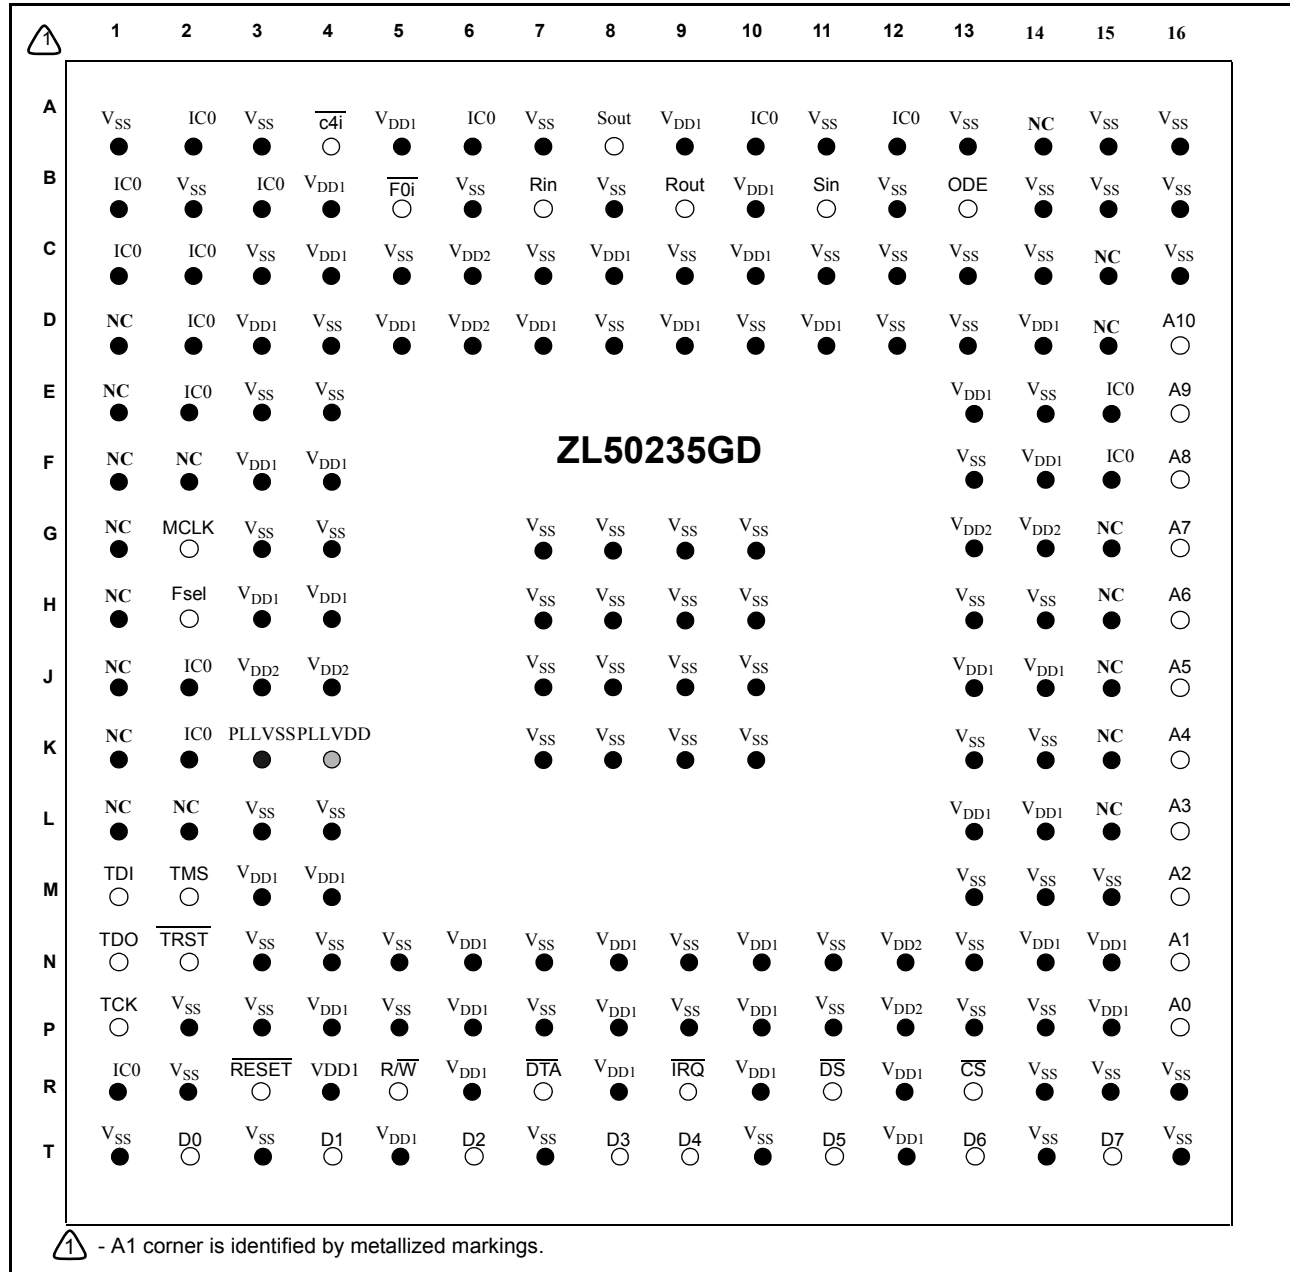 1 1 2 3 4 5 6 7 8 9 10 11 12 13 14 15 16
A VSS IC0 VSS c4i VDD1 IC0 VSS Sout VDD1 IC0 VSS IC0 VSS NC VSS VSS
B IC0 VSS IC0 VDD1 F0i VSS Rin VSS Rout VDD1 Sin VSS ODE VSS VSS VSS
C IC0 IC0 VSS VDD1 VSS VDD2 VSS VDD1 VSS VDD1 VSS VSS VSS VSS NC VSS
D NC IC0 VDD1 VSS VDD1 VDD2 VDD1 VSS VDD1 VSS VDD1 VSS VSS VDD1 NC A10
E NC IC0 VSS VSS VDD1 VSS IC0 A9
ZL50235GD
F NC NC VDD1 VDD1 VSS VDD1 IC0 A8
G NC MCLK VSS VSS VSS VSS VSS VSS VDD2 VDD2 NC A7
H NC Fsel VDD1 VDD1 VSS VSS VSS VSS VSS VSS NC A6
J NC IC0 VDD2 VDD2 VSS VSS VSS VSS VDD1 VDD1 NC A5
K NC IC0 PLLVSS PLLVDD VSS VSS VSS VSS VSS VSS NC A4
L NC NC VSS VSS VDD1 VDD1 NC A3
M TDI TMS VDD1 VDD1 VSS VSS VSS A2
N TDO TRST VSS VSS VSS VDD1 VSS VDD1 VSS VDD1 VSS VDD2 VSS VDD1 VDD1 A1
P TCK VSS VSS VDD1 VSS VDD1 VSS VDD1 VSS VDD1 VSS VDD2 VSS VSS VDD1 A0
R IC0 VSS RESET VDD1 R/W VDD1 DTA VDD1 IRQ VDD1 DS VDD1 CS VSS VSS VSS
T VSS D0 VSS D1 VDD1 D2 VSS D3 D4 VSS D5 VDD1 D6 VSS D7 VSS
1 - A1 corner is identified by metallized markings.